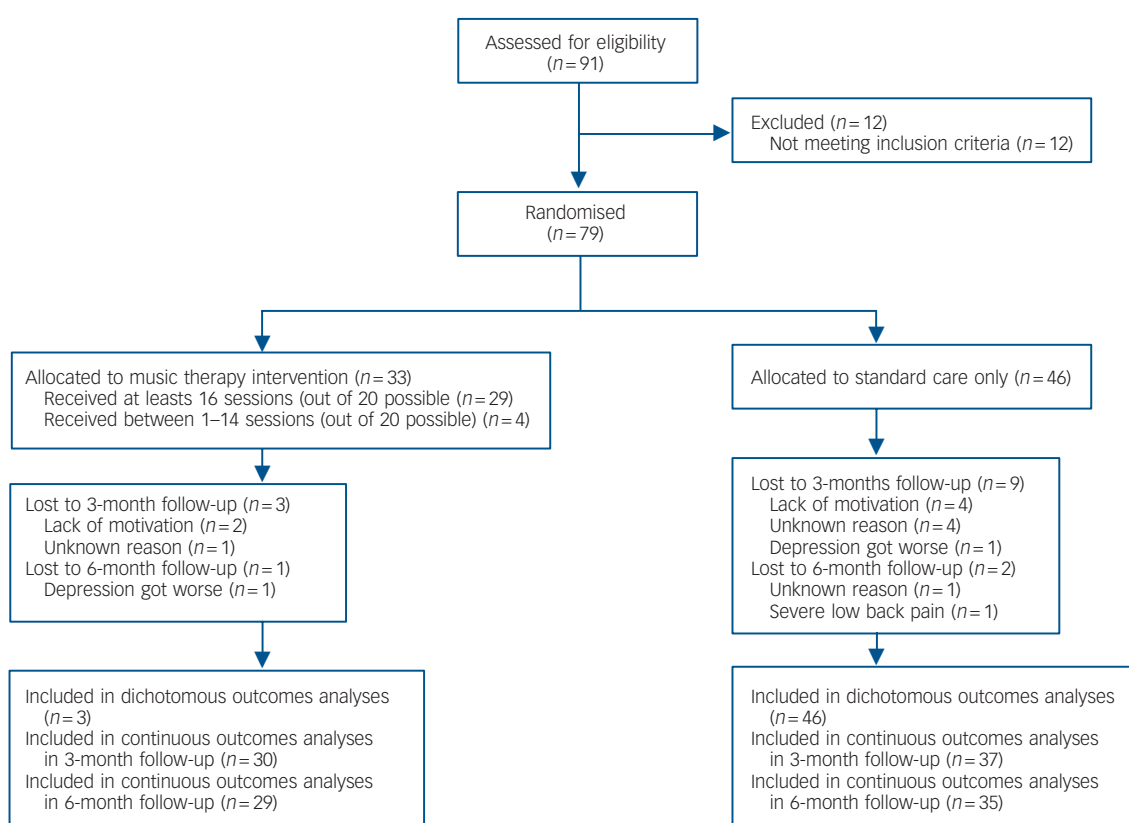 Assessed for eligibility
(n=91)
Excluded (n=12)
Not meeting inclusion criteria (n=12)
Randomised
(n=79)
Allocated to music therapy intervention (n=33)
Received at leasts 16 sessions (out of 20 possible (n=29)
Received between 1–14 sessions (out of 20 possible) (n=4)
Allocated to standard care only (n=46)
Lost to 3-month follow-up (n=3)
Lack of motivation (n=2)
Unknown reason (n=1)
Lost to 6-month follow-up (n=1)
Depression got worse (n=1)
Lost to 3-months follow-up (n=9)
Lack of motivation (n=4)
Unknown reason (n=4)
Depression got worse (n=1)
Lost to 6-month follow-up (n=2)
Unknown reason (n=1)
Severe low back pain (n=1)
Included in dichotomous outcomes analyses
(n=3)
Included in continuous outcomes analyses
in 3-month follow-up (n=30)
Included in continuous outcomes analyses
in 6-month follow-up (n=29)
Included in dichotomous outcomes analyses
(n=46)
Included in continuous outcomes analyses
in 3-month follow-up (n=37)
Included in continuous outcomes analyses
in 6-month follow-up (n=35)